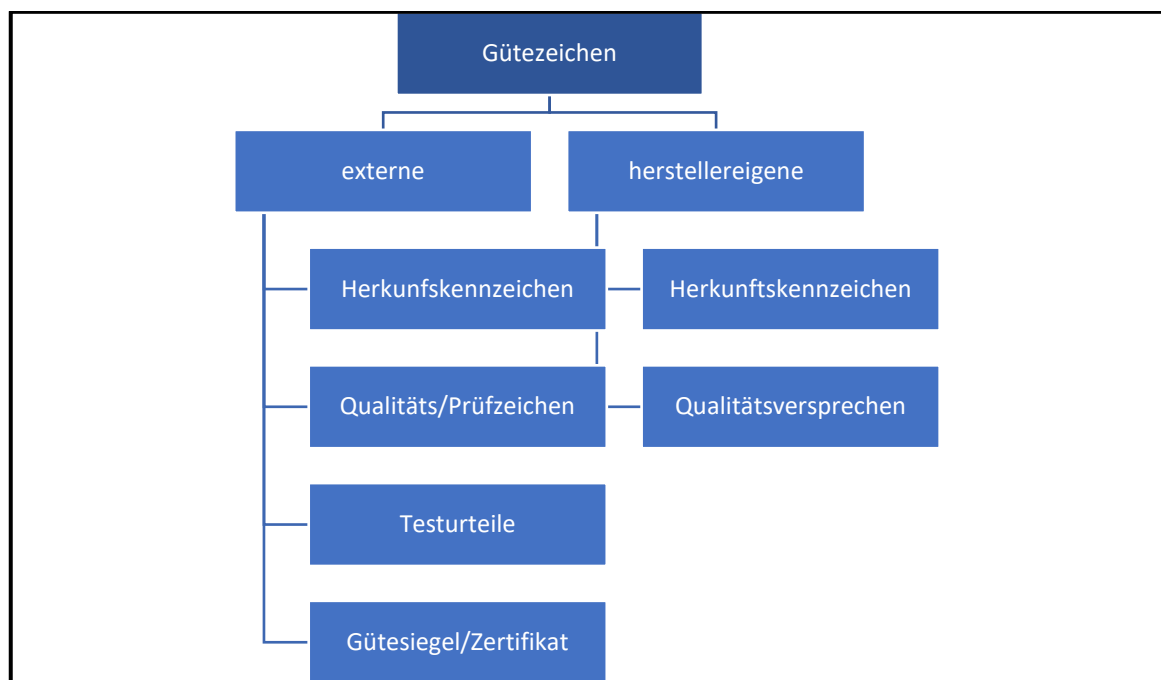 Gütezeichen
externe
herstellereigene
Herkunfskennzeichen
Herkunftskennzeichen
Qualitäts/Prüfzeichen
Qualitätsversprechen
Testurteile
Gütesiegel/Zertifikat